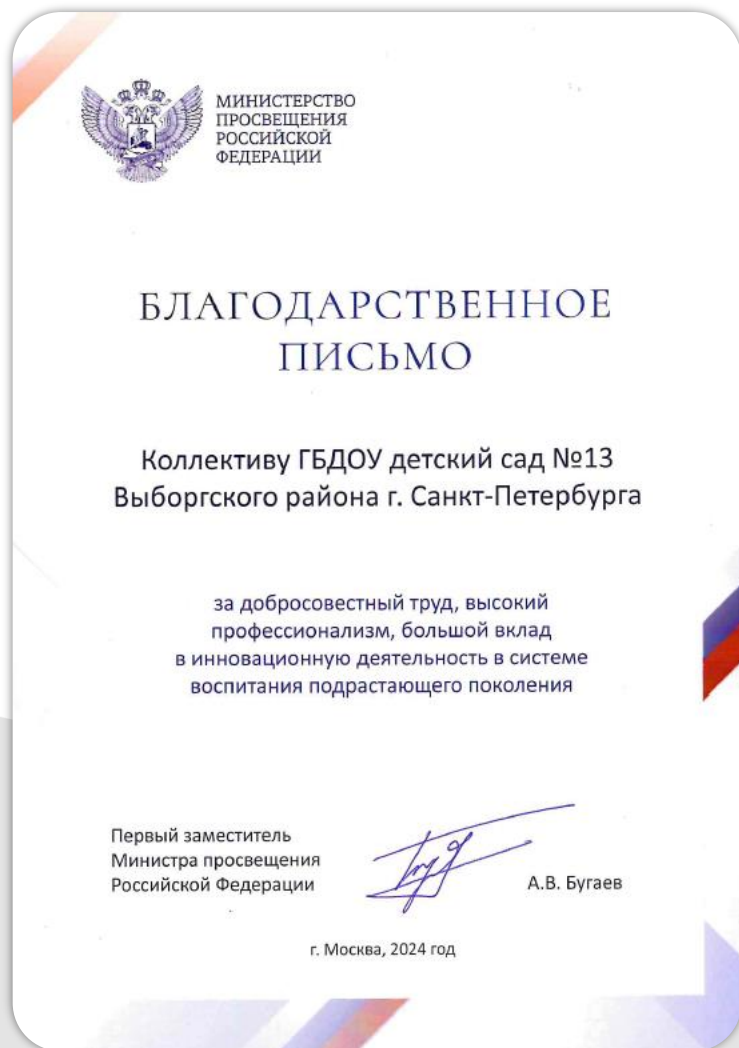 МИНИСТЕРСТВО
ПРОСВЕЩЕНИЯ
РОССИЙСКОЙ
ФЕДЕРАЦИИ
БЛАГОДАРСТВЕННОЕ
ПИСЬМО
Коллективу ГБДОУ детский сад №13
Выборгского района г. Санкт-Петербурга
за добросовестный труд, высокий
профессионализм, большой вклад
в инновационную деятельность в системе
воспитания подрастающего поколения
Первый заместитель
Министра просвещения
Российской Федерации
А.В. Бугаев
г. Москва, 2024 год